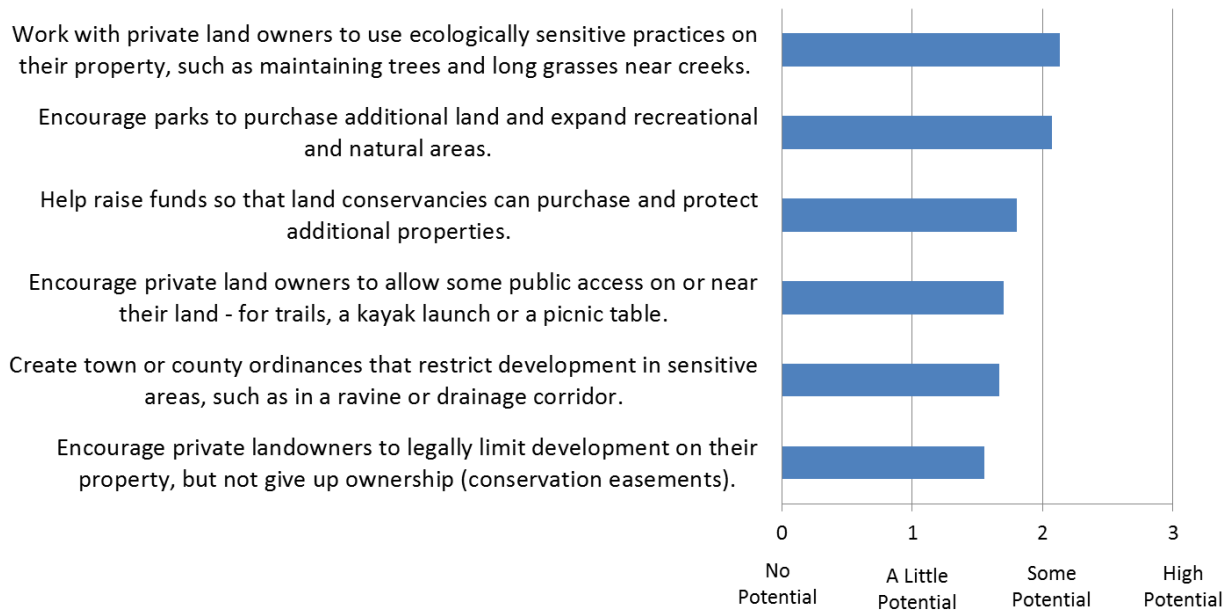 Work with private land owners to use ecologically sensitive practices on
their property, such as maintaining trees and long grasses near creeks.
Encourage parks to purchase additional land and expand recreational
and natural areas.
Help raise funds so that land conservancies can purchase and protect
additional properties.
Encourage private land owners to allow some public access on or near
their land - for trails, a kayak launch or a picnic table.
Create town or county ordinances that restrict development in sensitive
areas, such as in a ravine or drainage corridor.
Encourage private landowners to legally limit development on their
property, but not give up ownership (conservation easements).
0 1 2 3
No
Potential
A Little
Potential
Some
Potential
High
Potential